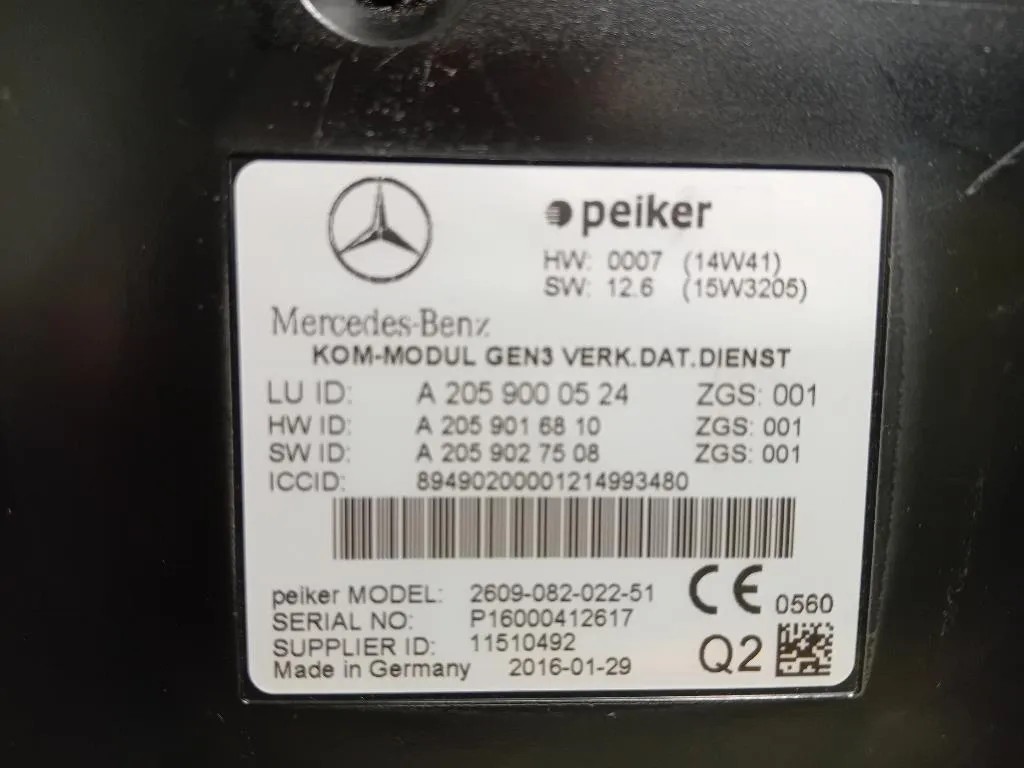 peiker
HW: 0007 (14W41)
SW: 12.6 (15W3205)
Mercedes-Benz
KOM-MODUL GEN3 VERK.DAT.DIENST
LU ID: A 205 900 05 24 ZGS: 001
HW ID: A 205 901 68 10 ZGS: 001
SW ID: A 205 902 75 08 ZGS: 001
ICCID: 89490200001214993480
peiker MODEL: 2609-082-022-51
SERIAL NO: P16000412617
SUPPLIER ID: 11510492
Made in Germany 2016-01-29
CE 0560
Q2